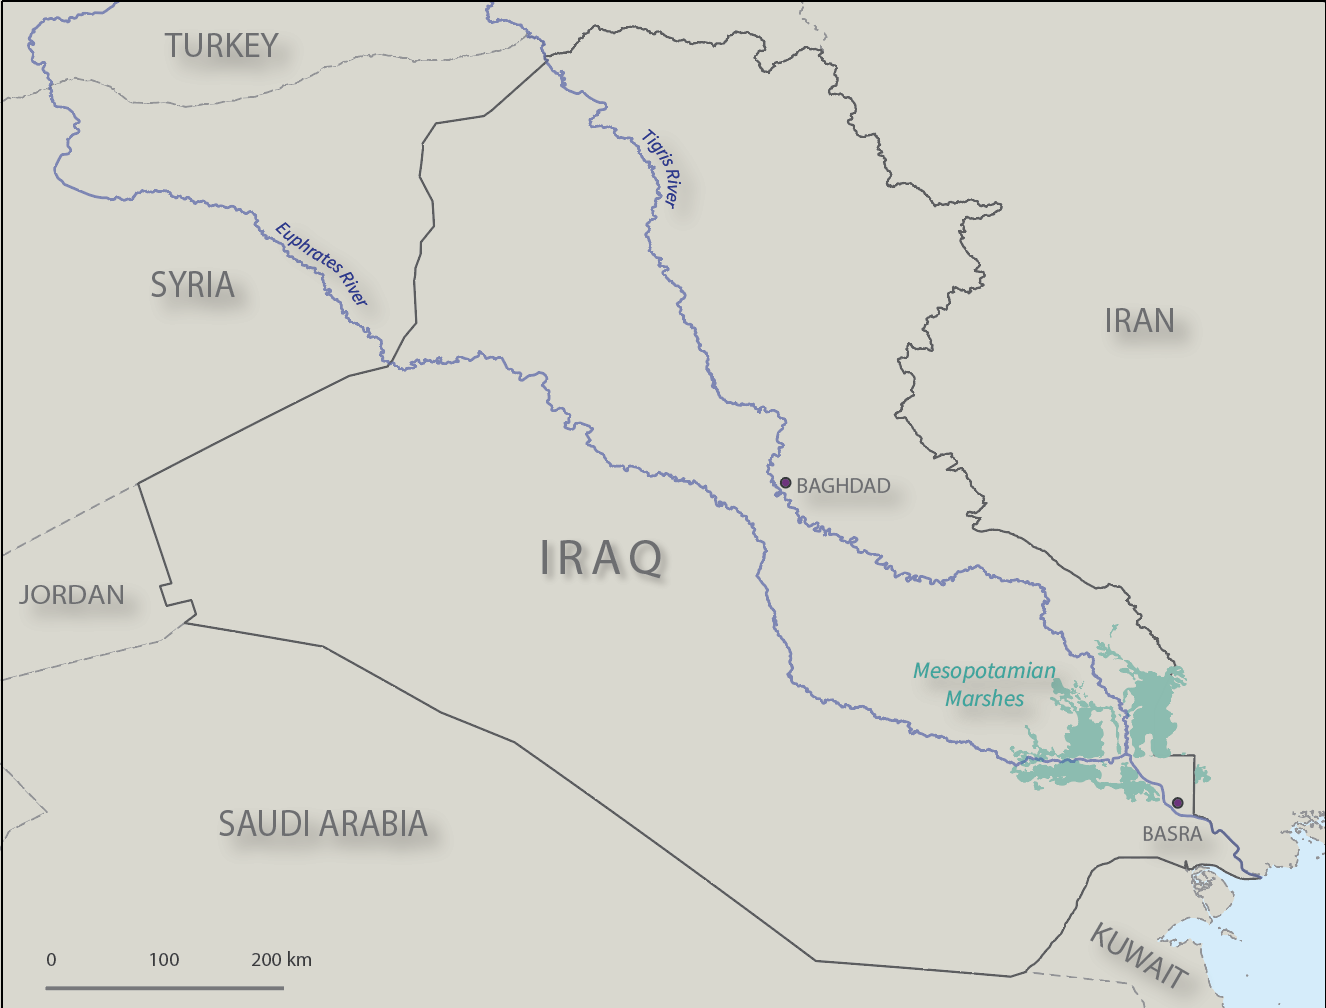 TURKEY
Tigris River
Euphrates River
SYRIA
IRAN
BAGHDAD
IRAQ
JORDAN
Mesopotamian
Marshes
SAUDI ARABIA
BASRA
KUWAIT
0 100 200 km